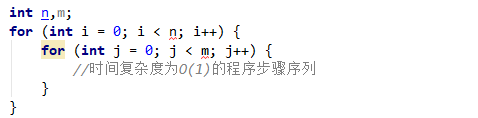 int n,m;
for (int i = 0; i < n; i++) {
    for (int j = 0; j < m; j++) {
        //时间复杂度为O(1)的程序步骤序列
    }
}